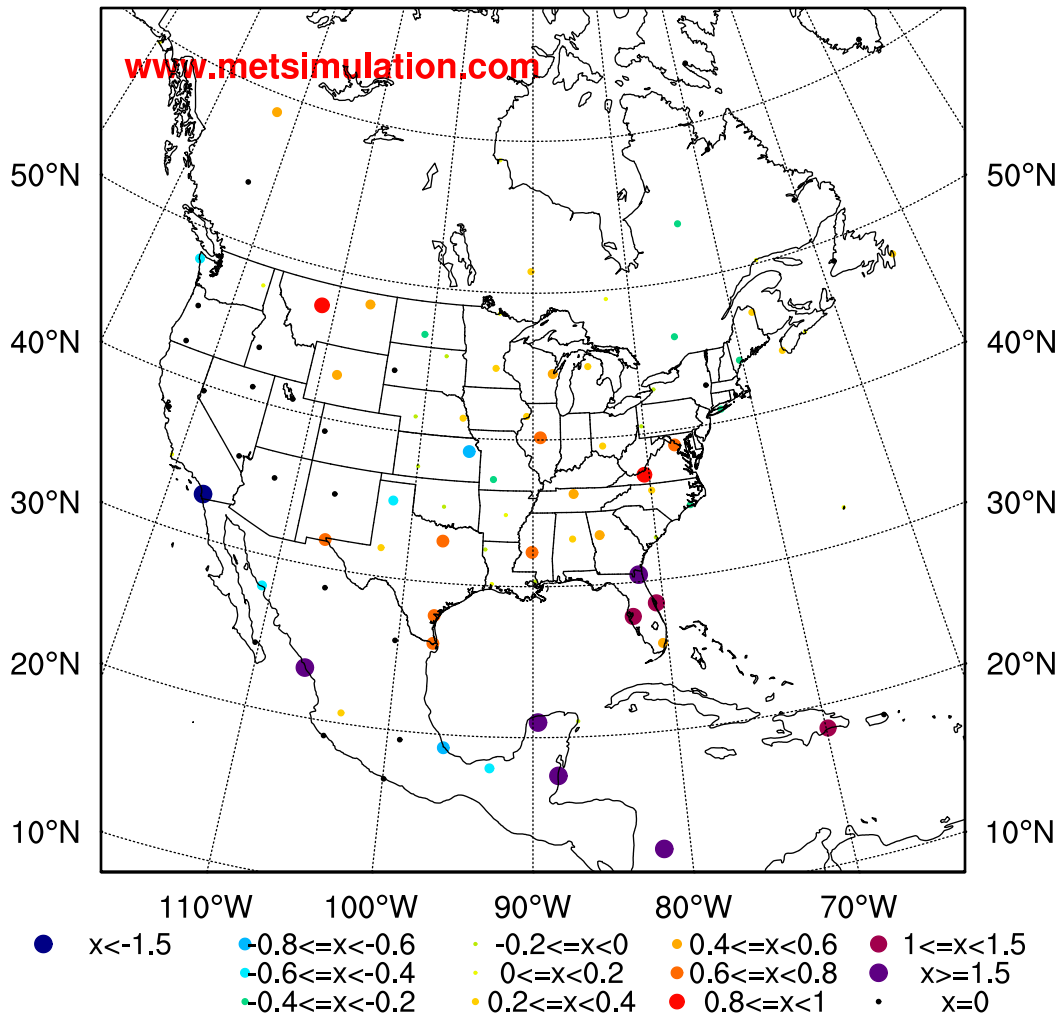 www.metsimulation.com
50°N 50°N
40°N 40°N
30°N 30°N
20°N 20°N
10°N 10°N
110°W 100°W 90°W 80°W 70°W
x<-1.5 -0.8<=x<-0.6 -0.2<=x<0 0.4<=x<0.6 1<=x<1.5
-0.6<=x<-0.4 0<=x<0.2 0.6<=x<0.8 x>=1.5
-0.4<=x<-0.2 0.2<=x<0.4 0.8<=x<1 x=0